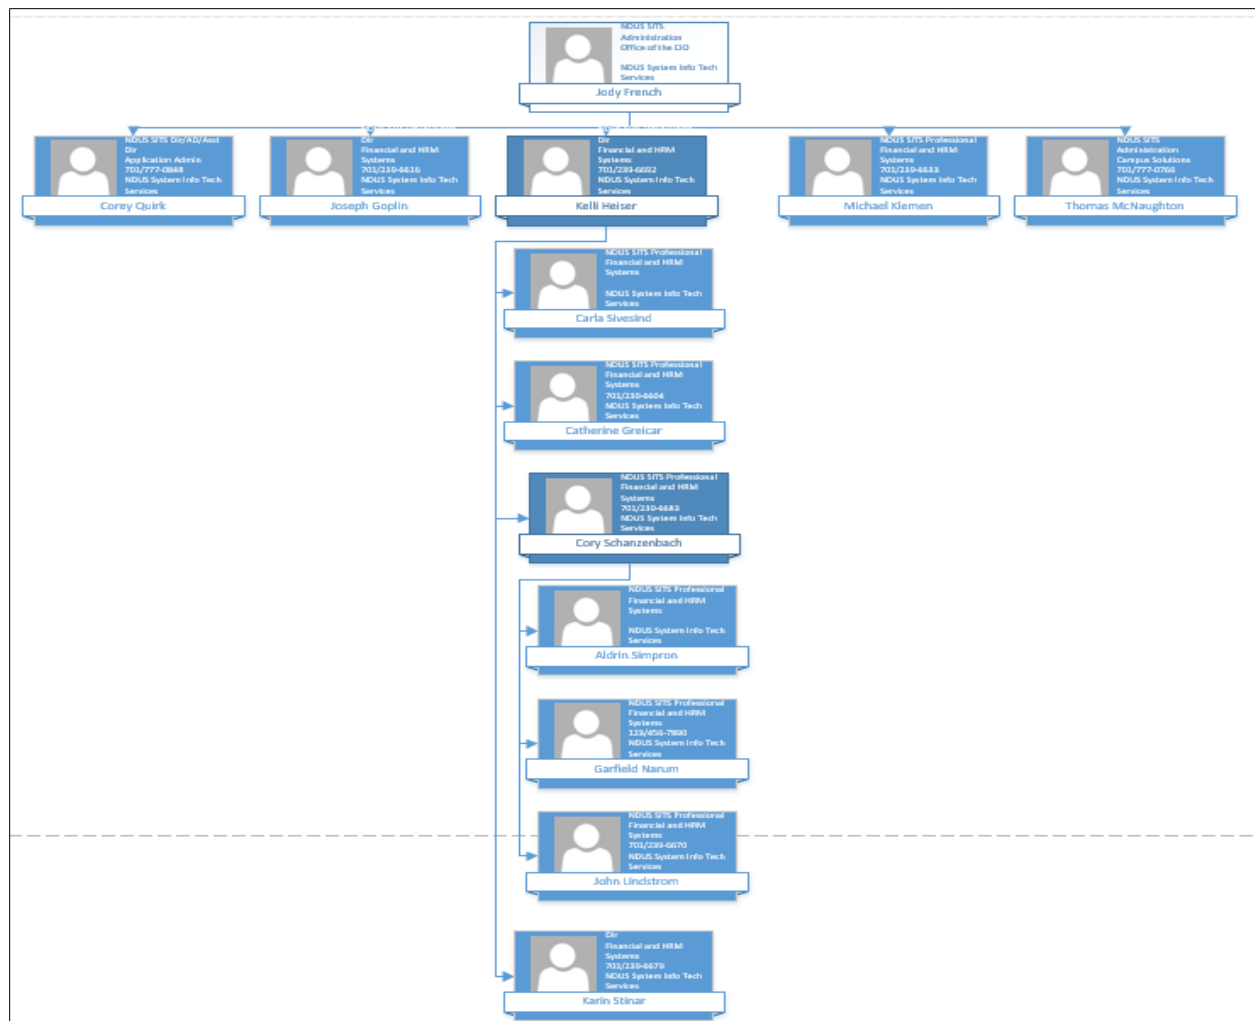 NDUS SITS
Administration
Office of the CIO
NDUS System Info Tech
Services
Jody French
NDUS SITS Dir/AD/Asst
Dir
Application Admin
701/777-0848
NDUS System Info Tech
Services
Corey Quirk
Dir
Financial and HRM
Systems
701/239-6616
NDUS System Info Tech
Services
Joseph Goplin
Dir
Financial and HRM
Systems
701/239-6692
NDUS System Info Tech
Services
Kelli Heiser
NDUS SITS Professional
Financial and HRM
Systems
701/239-6633
NDUS System Info Tech
Services
Michael Klemen
NDUS SITS
Administration
Campus Solutions
701/777-0766
NDUS System Info Tech
Services
Thomas McNaughton
NDUS SITS Professional
Financial and HRM
Systems
NDUS System Info Tech
Services
Carla Sivesind
NDUS SITS Professional
Financial and HRM
Systems
701/239-6604
NDUS System Info Tech
Services
Catherine Greicar
NDUS SITS Professional
Financial and HRM
Systems
701/239-6683
NDUS System Info Tech
Services
Cory Schanzenbach
NDUS SITS Professional
Financial and HRM
Systems
NDUS System Info Tech
Services
Aldrin Simpron
NDUS SITS Professional
Financial and HRM
Systems
123/456-7890
NDUS System Info Tech
Services
Garfield Narum
NDUS SITS Professional
Financial and HRM
Systems
701/239-6670
NDUS System Info Tech
Services
John Lindstrom
Dir
Financial and HRM
Systems
701/239-6679
NDUS System Info Tech
Services
Karin Stinar